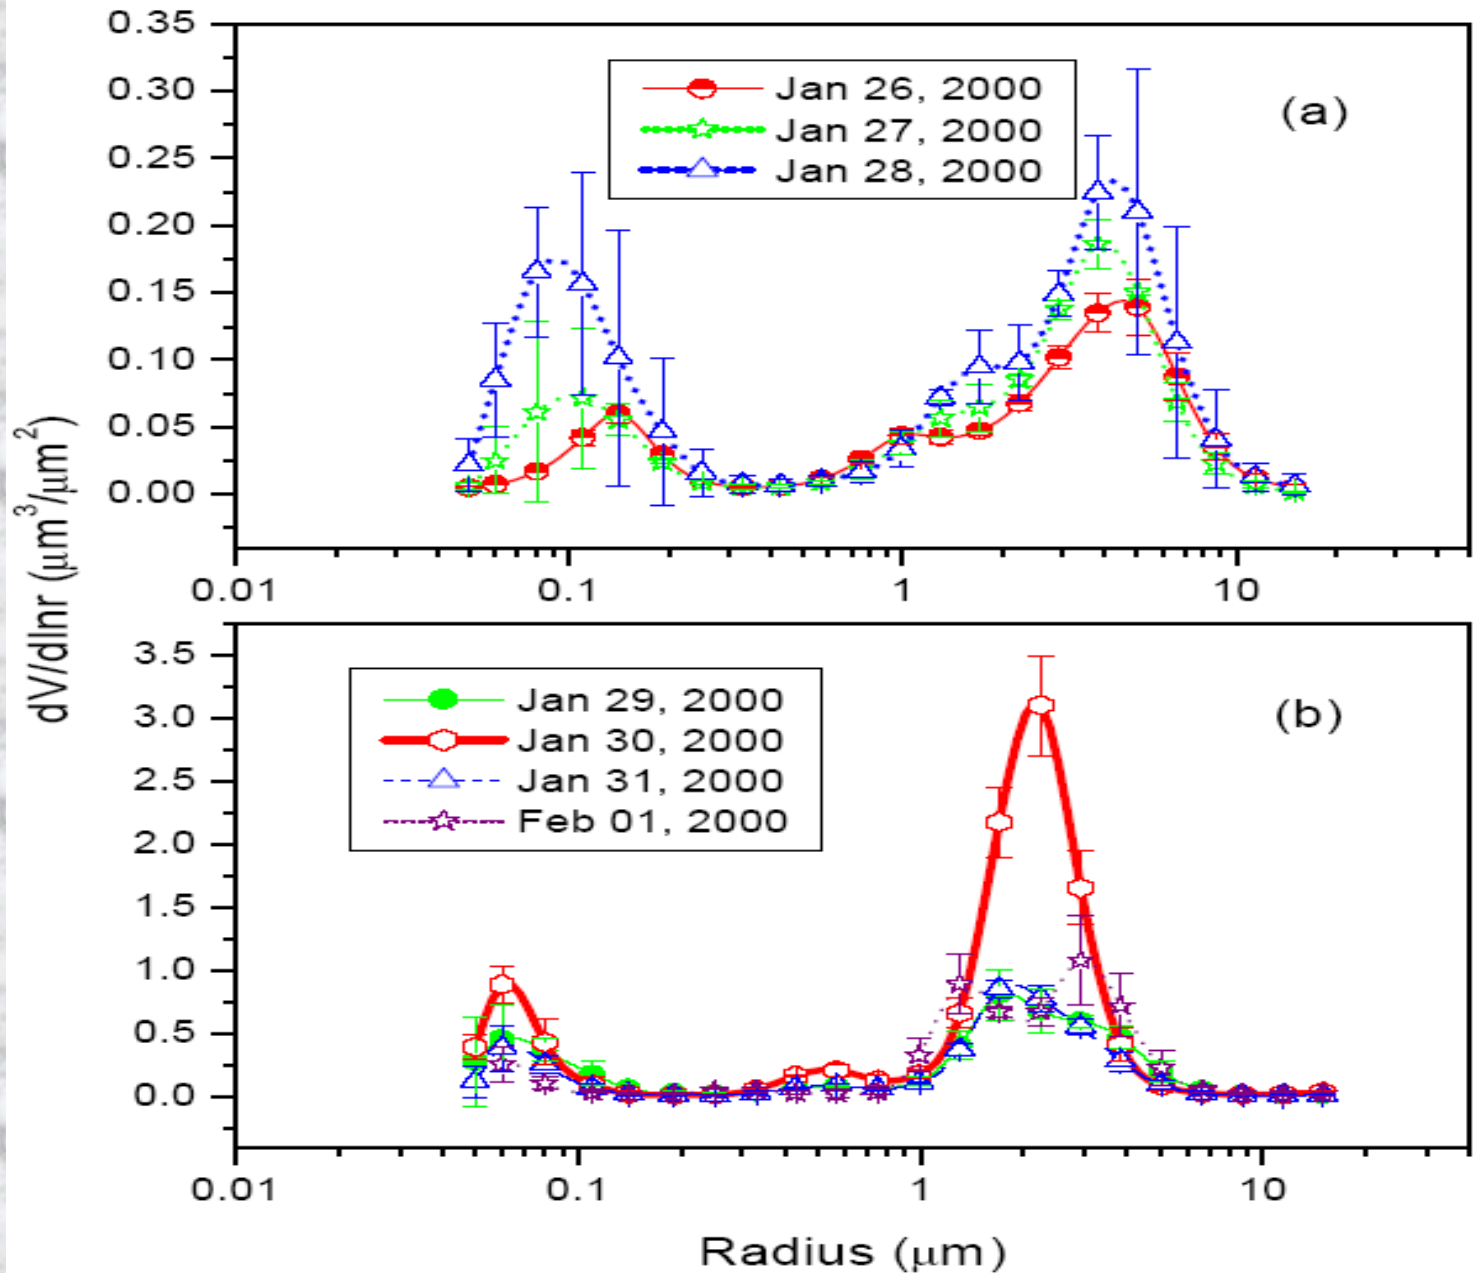 0.35
0.30
0.25
0.20
0.15
0.10
0.05
0.00
Jan 26, 2000
Jan 27, 2000
Jan 28, 2000
(a)
0.01 0.1 1 10
dV/dlnr (μm³/μm²)
3.5
3.0
2.5
2.0
1.5
1.0
0.5
0.0
Jan 29, 2000
Jan 30, 2000
Jan 31, 2000
Feb 01, 2000
(b)
0.01 0.1 1 10
Radius (μm)